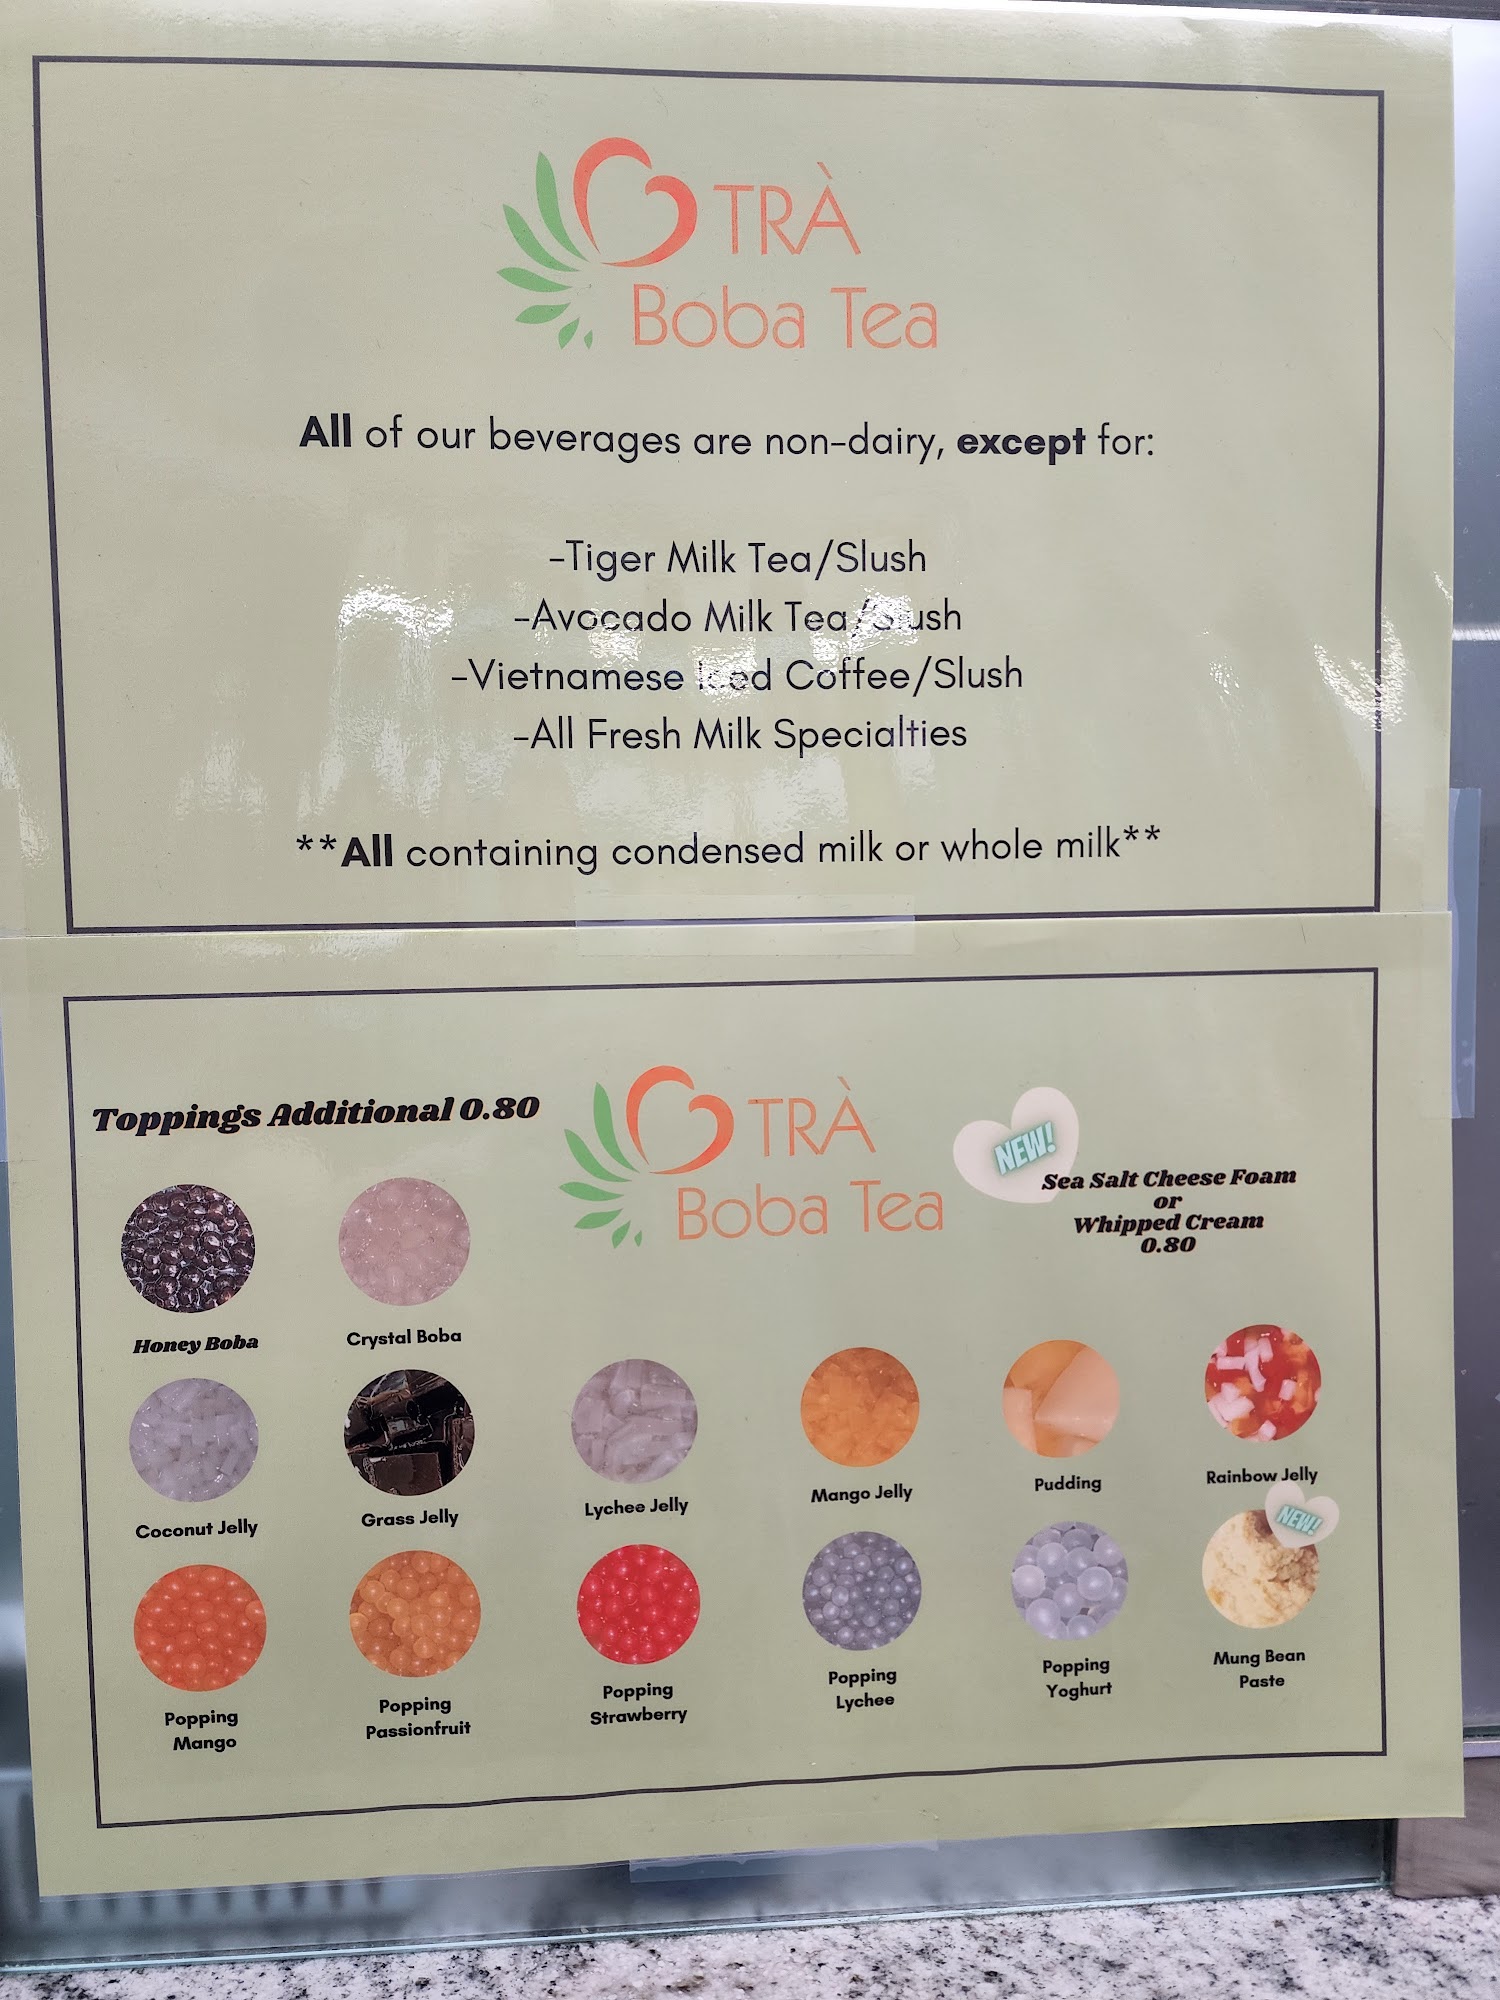 TRÀ
Boba Tea
All of our beverages are non-dairy, except for:
-Tiger Milk Tea/Slush
-Avocado Milk Tea/Slush
-Vietnamese Iced Coffee/Slush
-All Fresh Milk Specialties
**All containing condensed milk or whole milk**
Toppings Additional 0.80
TRÀ
Boba Tea
NEW!
Sea Salt Cheese Foam
or
Whipped Cream
0.80
Honey Boba
Crystal Boba
Coconut Jelly
Grass Jelly
Lychee Jelly
Mango Jelly
Pudding
Rainbow Jelly
NEW!
Popping
Mango
Popping
Passionfruit
Popping
Strawberry
Popping
Lychee
Popping
Yoghurt
Mung Bean
Paste